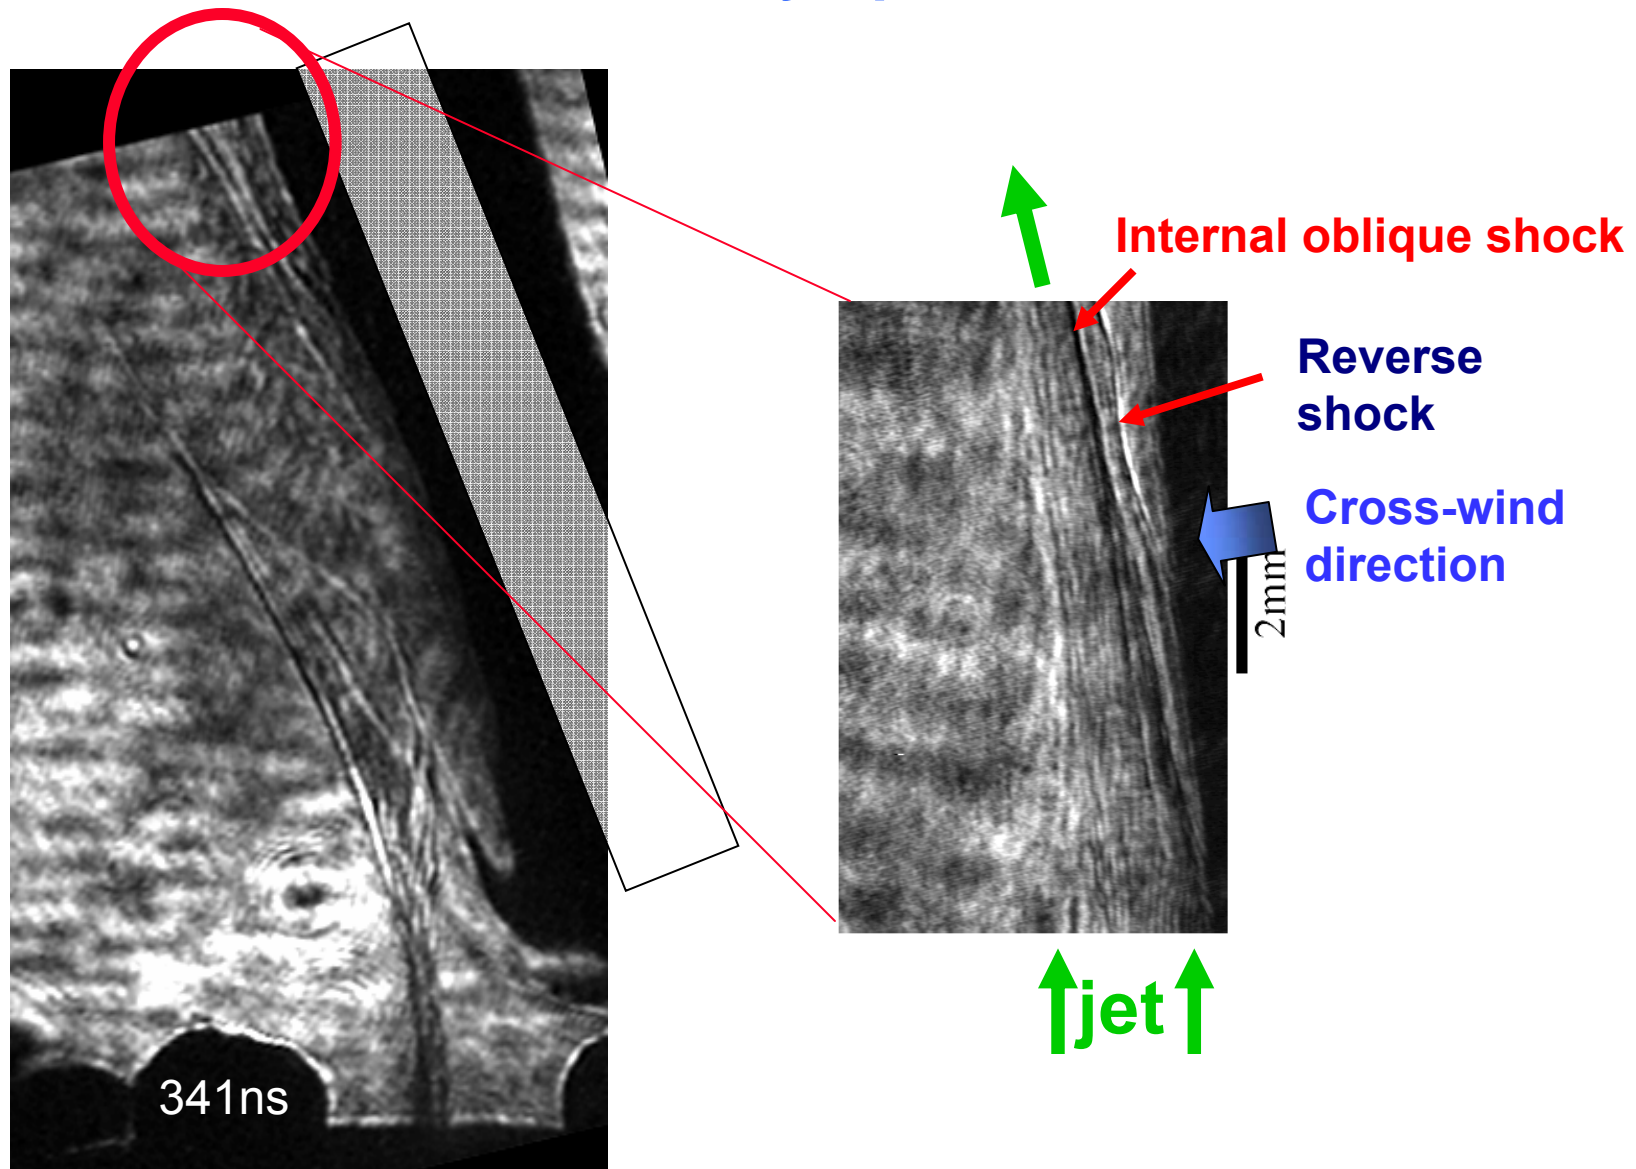 Internal oblique shock
Reverse
shock
Cross-wind
direction
2mm
jet
341ns